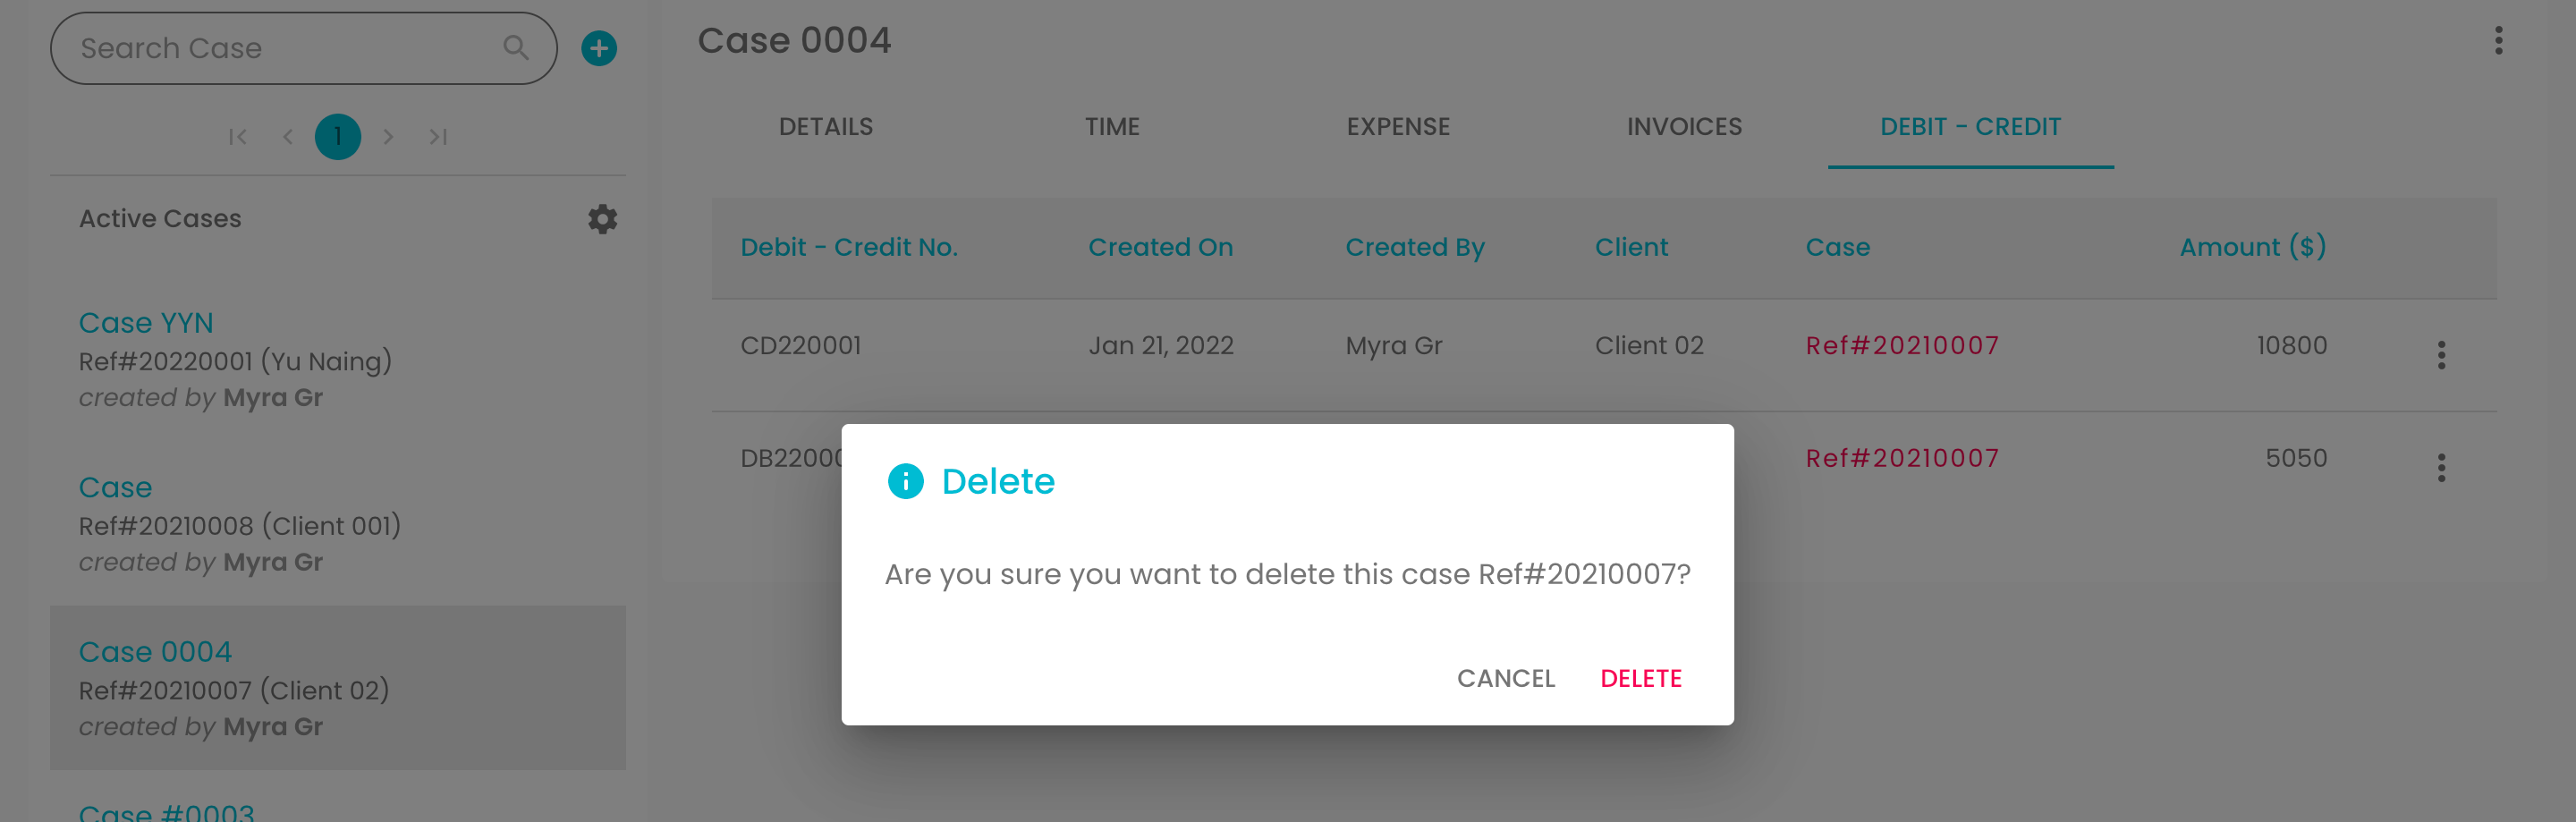 Search Case
1
Active Cases
Case YYN
Ref#20220001 (Yu Naing)
created by Myra Gr
Case
Ref#20210008 (Client 001)
created by Myra Gr
Case 0004
Ref#20210007 (Client 02)
created by Myra Gr
Case #0003
Case 0004
DETAILS TIME EXPENSE INVOICES DEBIT - CREDIT
Debit - Credit No. Created On Created By Client Case Amount ($)
CD220001 Jan 21, 2022 Myra Gr Client 02 Ref#20210007 10800
DB22000 Ref#20210007 5050
Delete
Are you sure you want to delete this case Ref#20210007?
CANCEL DELETE